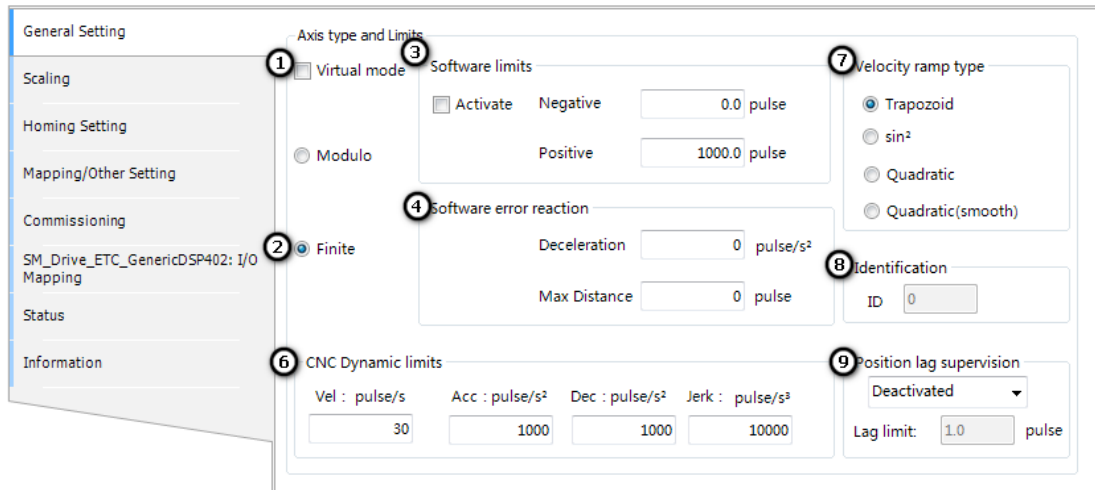 General Setting
Scaling
Homing Setting
Mapping/Other Setting
Commissioning
SM_Drive_ETC_GenericDSP402: I/O
Mapping
Status
Information
Axis type and Limits
1 Virtual mode
Modulo
2 Finite
3 Software limits
Activate Negative 0.0 pulse
Positive 1000.0 pulse
4 Software error reaction
Deceleration 0 pulse/s²
Max Distance 0 pulse
6 CNC Dynamic limits
Vel : pulse/s Acc : pulse/s² Dec : pulse/s² Jerk : pulse/s³
30 1000 1000 10000
7 Velocity ramp type
Trapozoid
sin²
Quadratic
Quadratic(smooth)
8 Identification
ID 0
9 Position lag supervision
Deactivated
Lag limit: 1.0 pulse